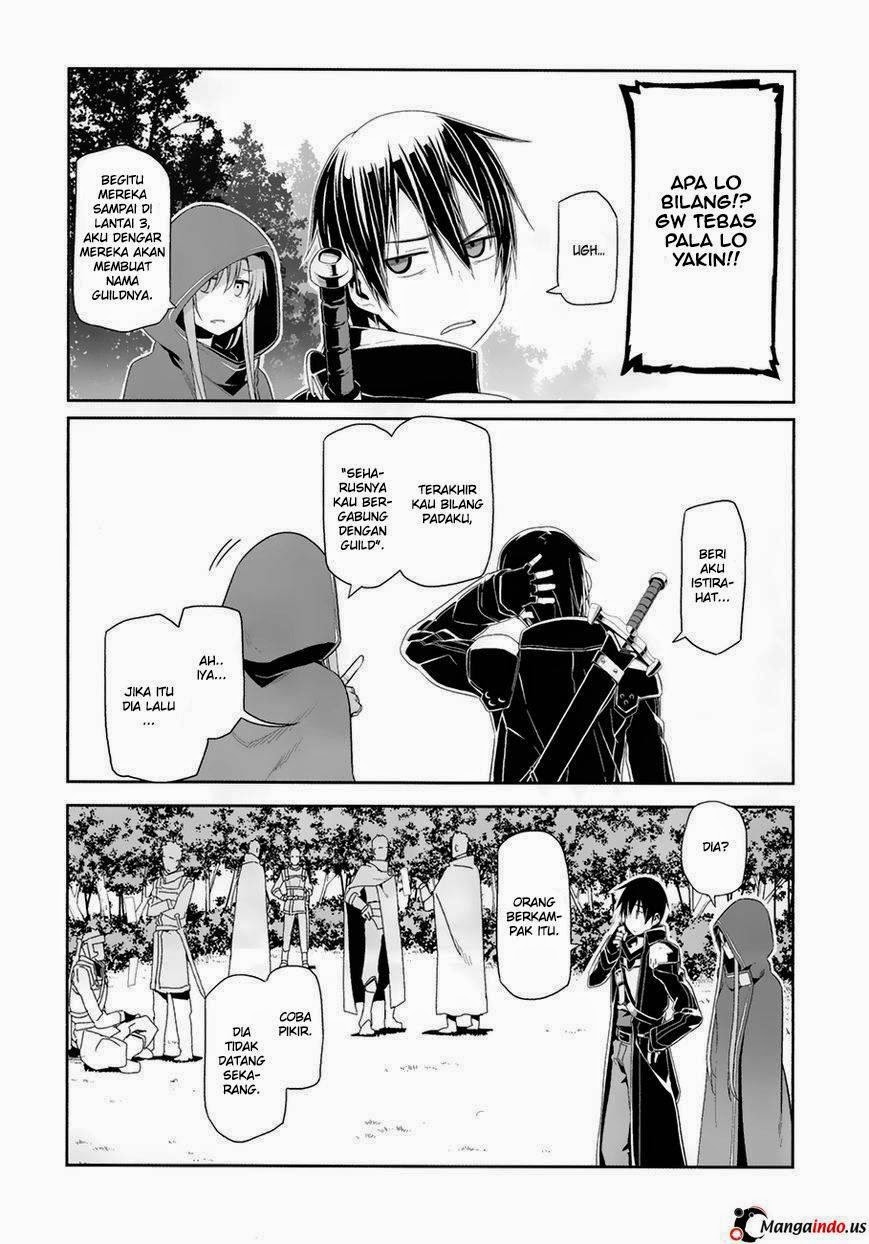 APA LO
BILANG!?
GW TEBAS
PALA LO
YAKIN!!
UGH...
BEGITU
MEREKA
SAMPAI DI
LANTAI 3,
AKU DENGAR
MEREKA AKAN
MEMBUAT
NAMA
GUILDNYA.
BERI
AKU
ISTIRA-
HAT...
TERAKHIR
KAU BILANG
PADAKU,
"SEHA-
RUSNYA
KAU BER-
GABUNG
DENGAN
GUILD".
AH..
IYA...
JIKA ITU
DIA LALU
...
DIA?
ORANG
BERKAM-
PAK ITU.
COBA
PIKIR.
DIA
TIDAK
DATANG
SEKA-
RANG.
Mangaindo.us